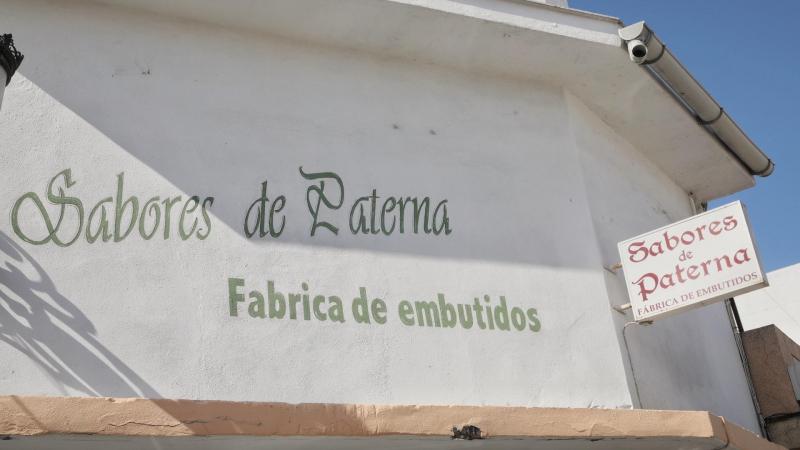 Sabores de Paterna
Fabrica de embutidos
Sabores
de
Paterna
FÁBRICA DE EMBUTIDOS